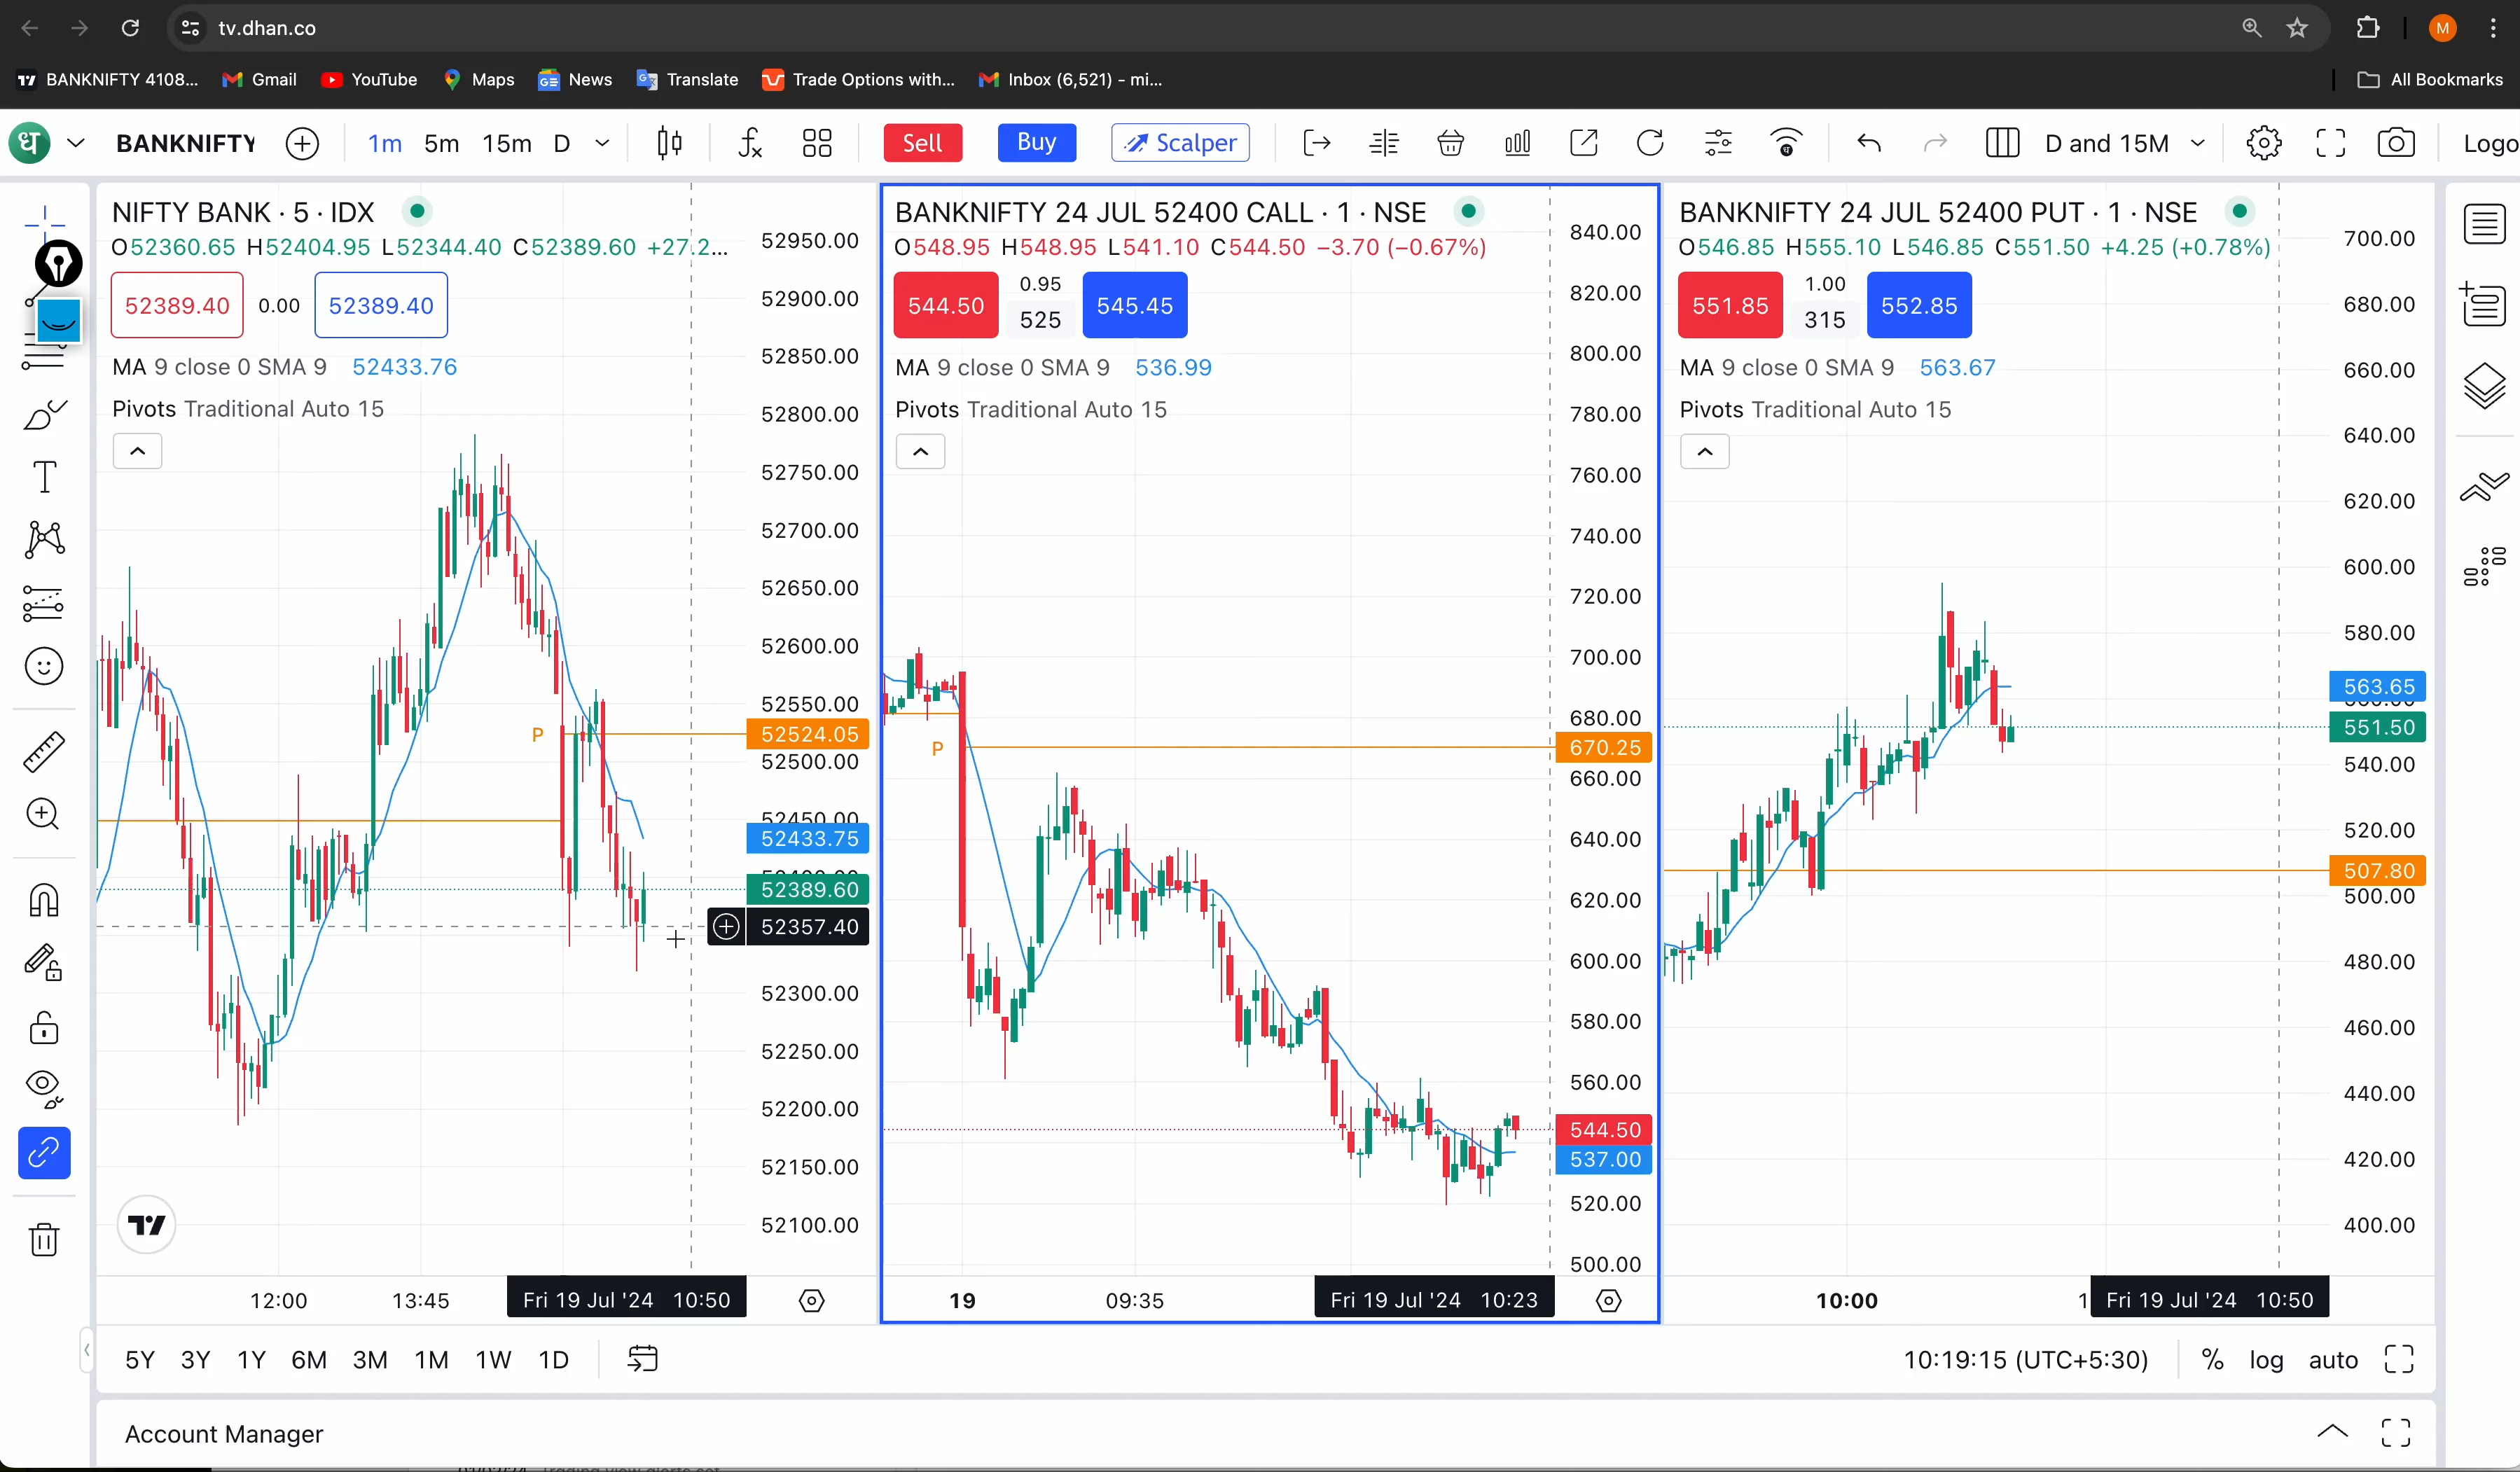 tv.dhan.co
M
BANKNIFTY 4108...
Gmail
YouTube
Maps
News
Translate
Trade Options with...
Inbox (6,521) - mi...
All Bookmarks
ध
BANKNIFTY
1m 5m 15m D
Sell
Buy
Scalper
D and 15M
Logo
NIFTY BANK · 5 · IDX
O52360.65 H52404.95 L52344.40 C52389.60 +27.2...
52389.40 0.00 52389.40
MA 9 close 0 SMA 9 52433.76
Pivots Traditional Auto 15
52950.00
52900.00
52850.00
52800.00
52750.00
52700.00
52650.00
52600.00
52550.00
P 52524.05
52500.00
52450.00
52433.75
52389.60
52357.40
52300.00
52250.00
52200.00
52150.00
52100.00
12:00 13:45 Fri 19 Jul '24 10:50
BANKNIFTY 24 JUL 52400 CALL · 1 · NSE
O548.95 H548.95 L541.10 C544.50 −3.70 (−0.67%)
544.50 0.95 525 545.45
MA 9 close 0 SMA 9 536.99
Pivots Traditional Auto 15
840.00
820.00
800.00
780.00
760.00
740.00
720.00
700.00
680.00
P 670.25
660.00
640.00
620.00
600.00
580.00
560.00
544.50
537.00
520.00
500.00
19 09:35 Fri 19 Jul '24 10:23
BANKNIFTY 24 JUL 52400 PUT · 1 · NSE
O546.85 H555.10 L546.85 C551.50 +4.25 (+0.78%)
551.85 1.00 315 552.85
MA 9 close 0 SMA 9 563.67
Pivots Traditional Auto 15
700.00
680.00
660.00
640.00
620.00
600.00
580.00
563.65
551.50
540.00
520.00
507.80
500.00
480.00
460.00
440.00
420.00
400.00
10:00 1 Fri 19 Jul '24 10:50
5Y 3Y 1Y 6M 3M 1M 1W 1D
10:19:15 (UTC+5:30) % log auto
Account Manager